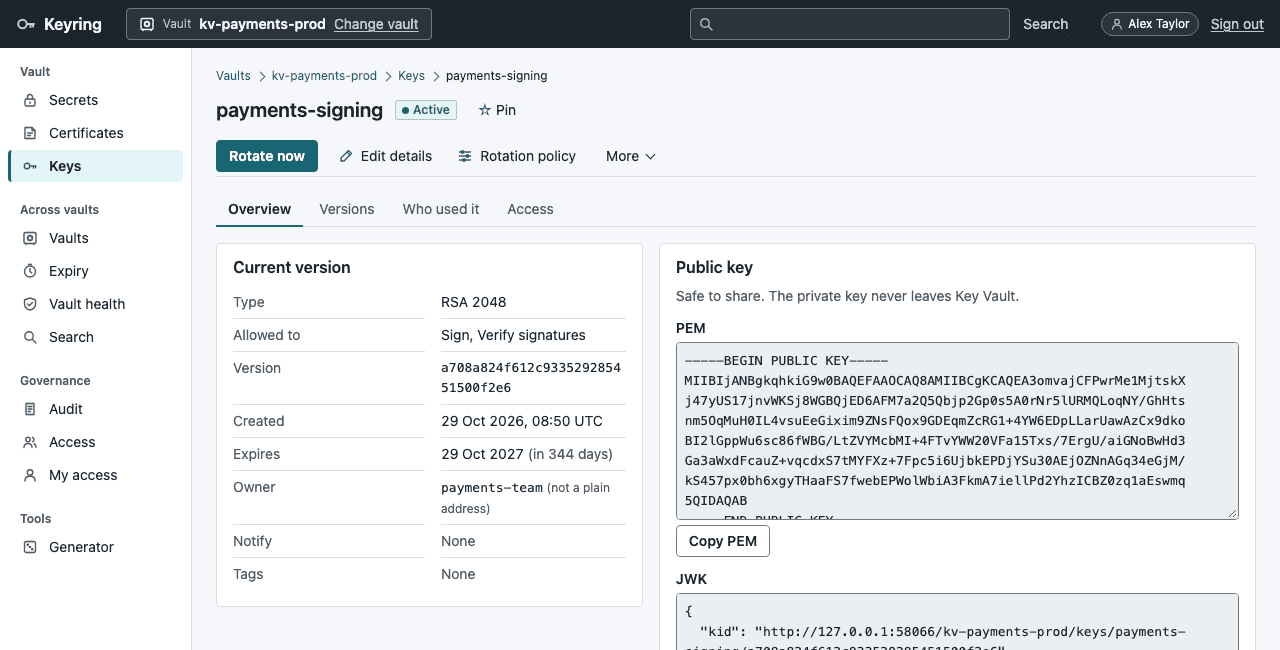 Keyring
Vault kv-payments-prod Change vault
Search
Alex Taylor
Sign out
Vault
Secrets
Certificates
Keys
Across vaults
Vaults
Expiry
Vault health
Search
Governance
Audit
Access
My access
Tools
Generator
Vaults > kv-payments-prod > Keys > payments-signing
payments-signing
Active
Pin
Rotate now
Edit details
Rotation policy
More
Overview
Versions
Who used it
Access
Current version
Type RSA 2048
Allowed to Sign, Verify signatures
Version a708a824f612c9335292854
51500f2e6
Created 29 Oct 2026, 08:50 UTC
Expires 29 Oct 2027 (in 344 days)
Owner payments-team (not a plain
address)
Notify None
Tags None
Public key
Safe to share. The private key never leaves Key Vault.
PEM
-----BEGIN PUBLIC KEY-----
MIIBIjANBgkqhkiG9w0BAQEFAAOCAQ8AMIIBCgKCAQEA3omvajCFPwrMe1MjtskX
j47yUS17jnvWKSj8WGBQjED6AFM7a2Q5Qbjp2Gp0s5A0rNr5lURMQLoqNY/GhHts
nm5OqMuH0IL4vsuEeGixim9ZNsFQox9GDEqmZcRG1+4YW6EDpLLarUawAzCx9dko
BI2lGppWu6sc86fWBG/LtZVYMcbMI+4FTvYWW20VFa15Txs/7ErgU/aiGNoBwHd3
Ga3aWxdFcauZ+vqcdxS7tMYFXz+7Fpc5i6UjbkEPDjYSu30AEjOZNnAGq34eGjM/
kS457px0bh6xgyTHaaFS7fwebEPWolWbiA3FkmA7iellPd2YhzICBZ0zq1aEswmq
5QIDAQAB
-----END PUBLIC KEY-----
Copy PEM
JWK
{
"kid": "http://127.0.0.1:58066/kv-payments-prod/keys/payments-
signing/a708a824f612c933529285451500f2e6"